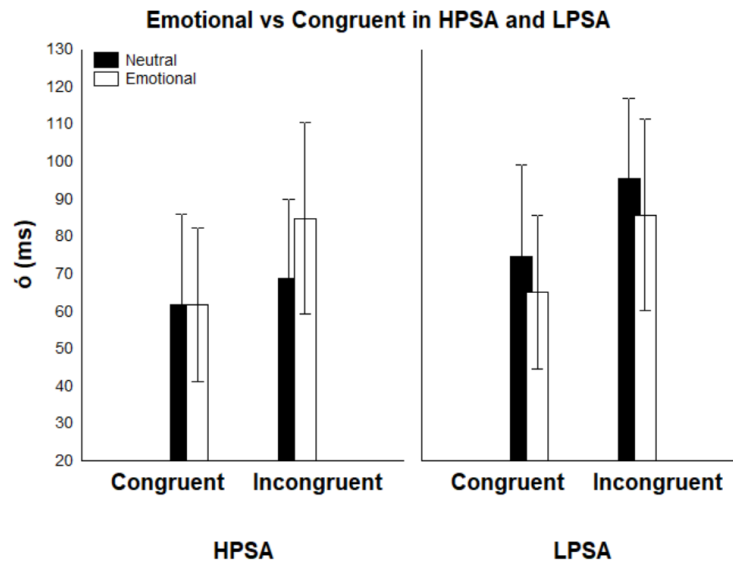 Emotional vs Congruent in HPSA and LPSA
130
120
110
100
90
80
70
60
50
40
30
20
ó (ms)
Neutral
Emotional
Congruent Incongruent Congruent Incongruent
HPSA LPSA